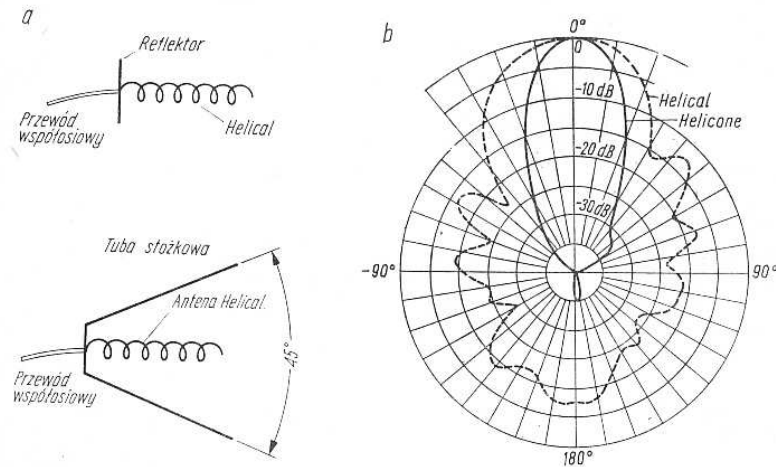 a
Reflektor
Przewód
współosiowy
Helical
Tuba stożkowa
Antena Helical.
45°
Przewód
współosiowy
b
0°
0
-10 dB
-20 dB
-30 dB
Helical
Helicone
-90°
90°
180°